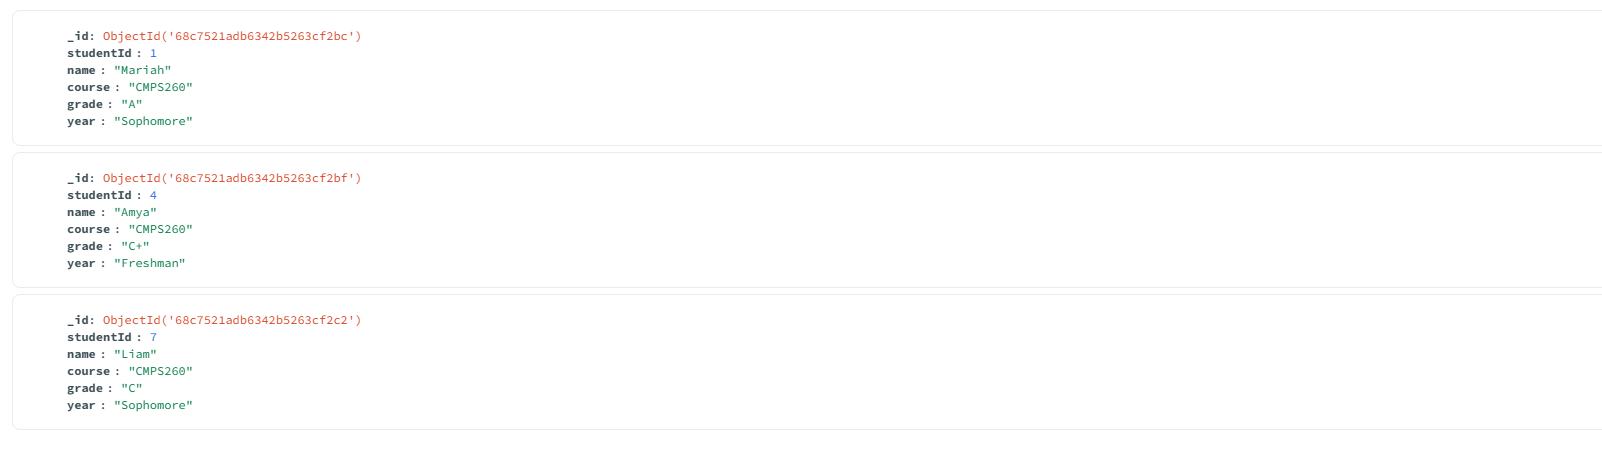 _id: ObjectId('68c7521adb6342b5263cf2bc')
studentId : 1
name : "Mariah"
course : "CMPS260"
grade : "A"
year : "Sophomore"
_id: ObjectId('68c7521adb6342b5263cf2bf')
studentId : 4
name : "Amya"
course : "CMPS260"
grade : "C+"
year : "Freshman"
_id: ObjectId('68c7521adb6342b5263cf2c2')
studentId : 7
name : "Liam"
course : "CMPS260"
grade : "C"
year : "Sophomore"